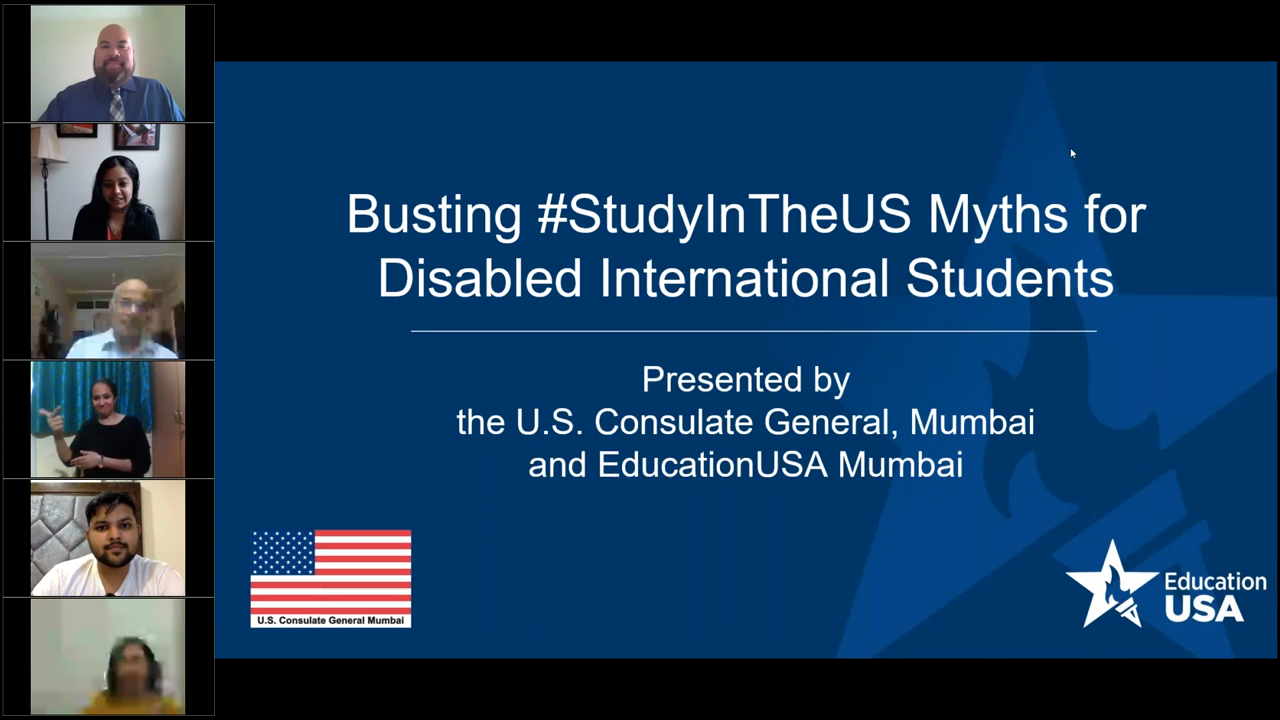 Busting #StudyInTheUS Myths for
Disabled International Students
Presented by
the U.S. Consulate General, Mumbai
and EducationUSA Mumbai
U.S. Consulate General Mumbai
Education
USA